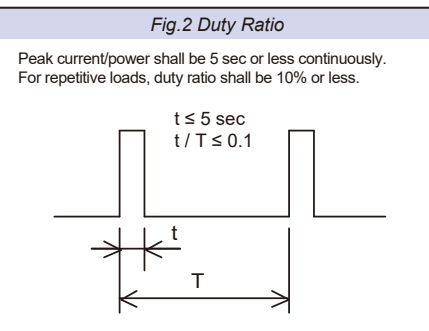 Fig.2 Duty Ratio
Peak current/power shall be 5 sec or less continuously.
For repetitive loads, duty ratio shall be 10% or less.
t ≤ 5 sec
t / T ≤ 0.1
t
T